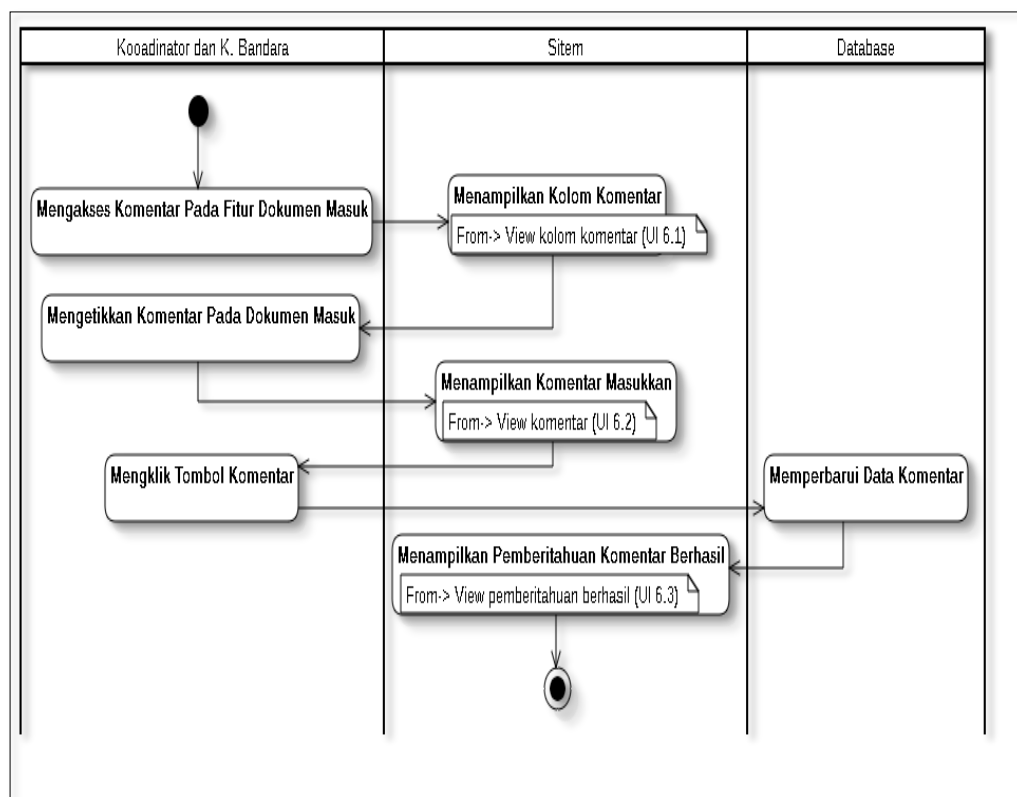 Kooadinator dan K. Bandara
Sitem
Database
Mengakses Komentar Pada Fitur Dokumen Masuk
Menampilkan Kolom Komentar
From-> View kolom komentar (UI 6.1)
Mengetikkan Komentar Pada Dokumen Masuk
Menampilkan Komentar Masukkan
From-> View komentar (UI 6.2)
Mengklik Tombol Komentar
Memperbarui Data Komentar
Menampilkan Pemberitahuan Komentar Berhasil
From-> View pemberitahuan berhasil (UI 6.3)